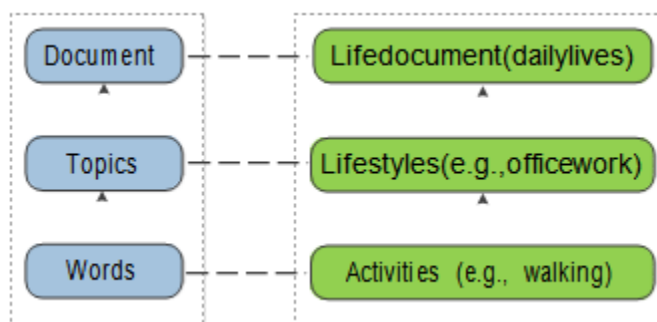 Document
Lifedocument(dailylives)
Topics
Lifestyles(e.g.,officework)
Words
Activities (e.g., walking)